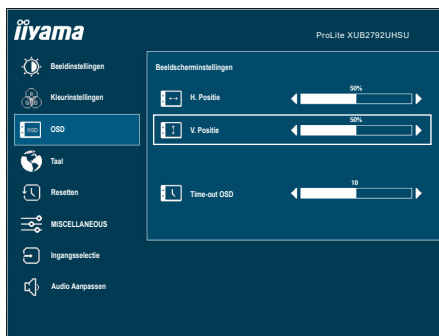 iiyama
ProLite XUB2792UHSU
Beeldinstellingen
Kleurinstellingen
OSD
Taal
Resetten
MISCELLANEOUS
Ingangsselectie
Audio Aanpassen
Beeldscherminstellingen
H. Positie
50%
V. Positie
50%
Time-out OSD
10
R
G
B
OSD